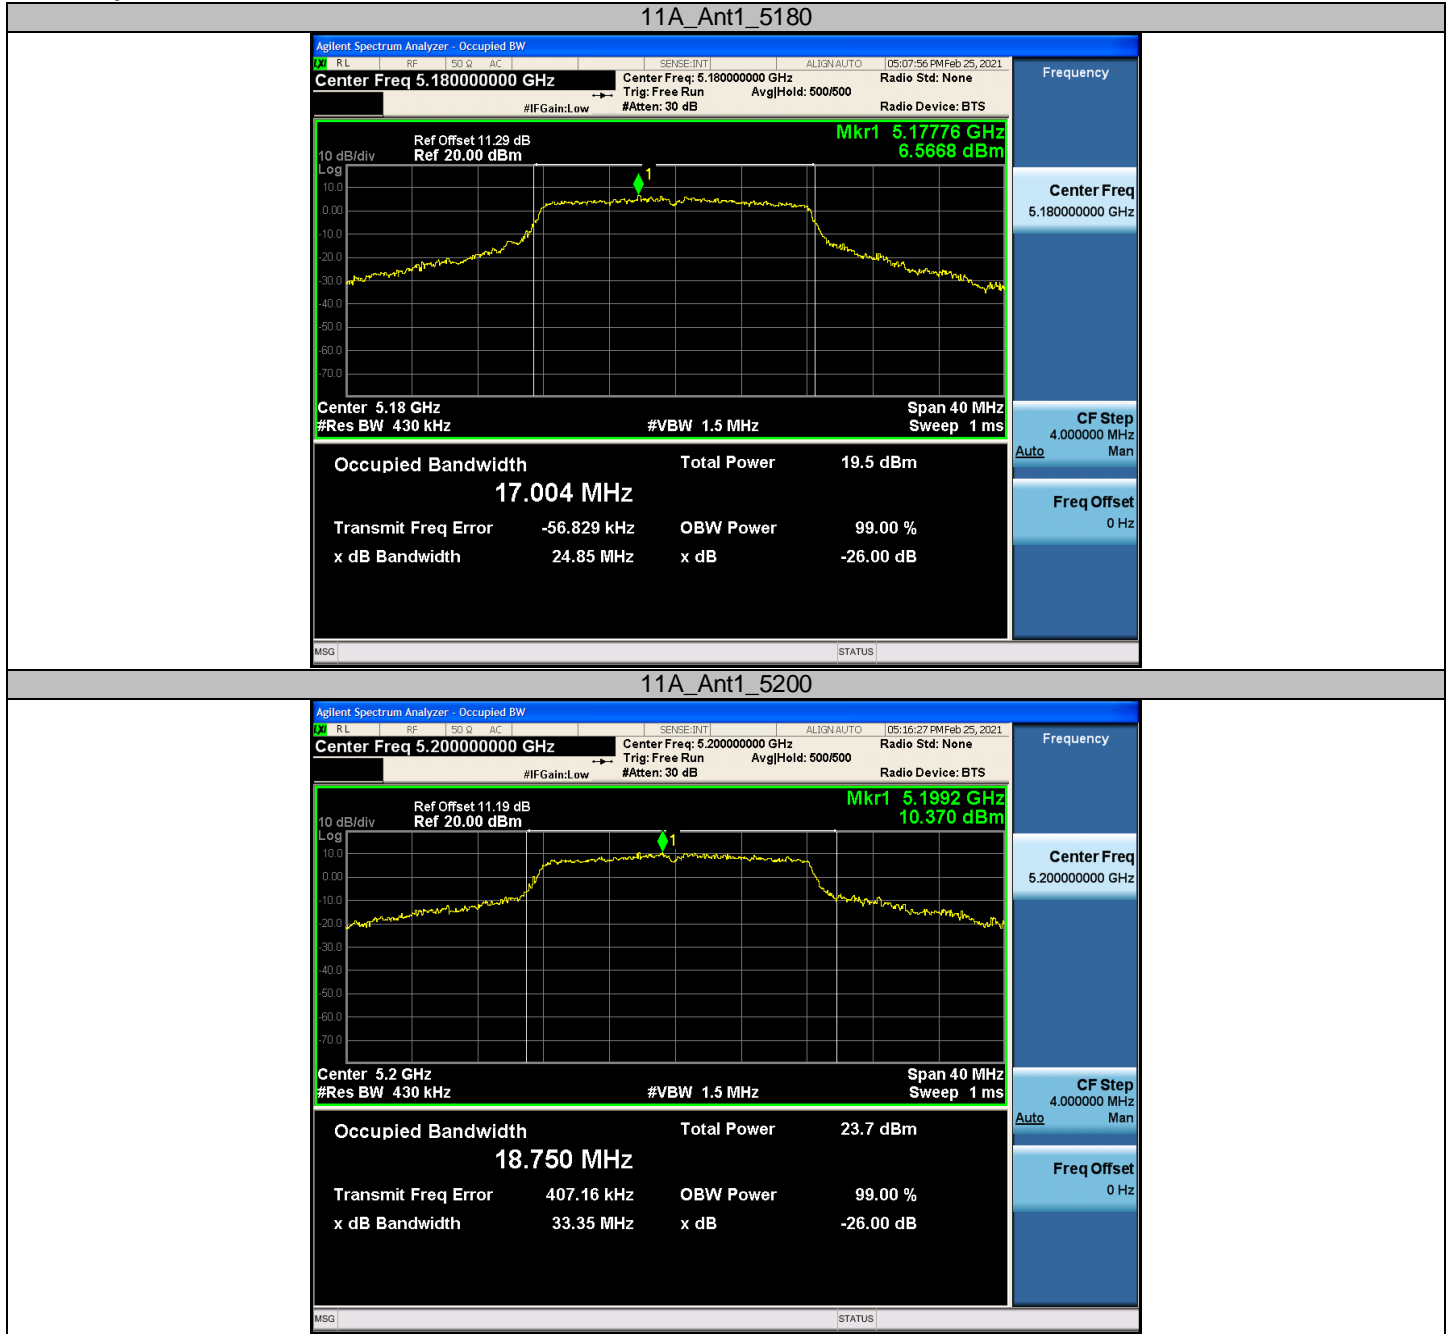 11A_Ant1_5180
Agilent Spectrum Analyzer - Occupied BW
LXI RL RF 50 Ω AC SENSE:INT ALIGN AUTO 05:07:56 PM Feb 25, 2021
Center Freq 5.180000000 GHz Center Freq: 5.180000000 GHz Radio Std: None
Trig: Free Run Avg|Hold: 500/500
#IFGain:Low #Atten: 30 dB Radio Device: BTS
Frequency
Mkr1 5.17776 GHz
6.5668 dBm
Ref Offset 11.29 dB
10 dB/div Ref 20.00 dBm
Log
1
10.0
0.00
-10.0
-20.0
-30.0
-40.0
-50.0
-60.0
-70.0
Center Freq
5.180000000 GHz
Center 5.18 GHz Span 40 MHz
#Res BW 430 kHz #VBW 1.5 MHz Sweep 1 ms
CF Step
4.000000 MHz
Auto Man
Occupied Bandwidth Total Power 19.5 dBm
17.004 MHz
Transmit Freq Error -56.829 kHz OBW Power 99.00 %
x dB Bandwidth 24.85 MHz x dB -26.00 dB
Freq Offset
0 Hz
MSG STATUS
11A_Ant1_5200
Agilent Spectrum Analyzer - Occupied BW
LXI RL RF 50 Ω AC SENSE:INT ALIGN AUTO 05:16:27 PM Feb 25, 2021
Center Freq 5.200000000 GHz Center Freq: 5.200000000 GHz Radio Std: None
Trig: Free Run Avg|Hold: 500/500
#IFGain:Low #Atten: 30 dB Radio Device: BTS
Frequency
Mkr1 5.1992 GHz
10.370 dBm
Ref Offset 11.19 dB
10 dB/div Ref 20.00 dBm
Log
1
10.0
0.00
-10.0
-20.0
-30.0
-40.0
-50.0
-60.0
-70.0
Center Freq
5.200000000 GHz
Center 5.2 GHz Span 40 MHz
#Res BW 430 kHz #VBW 1.5 MHz Sweep 1 ms
CF Step
4.000000 MHz
Auto Man
Occupied Bandwidth Total Power 23.7 dBm
18.750 MHz
Transmit Freq Error 407.16 kHz OBW Power 99.00 %
x dB Bandwidth 33.35 MHz x dB -26.00 dB
Freq Offset
0 Hz
MSG STATUS